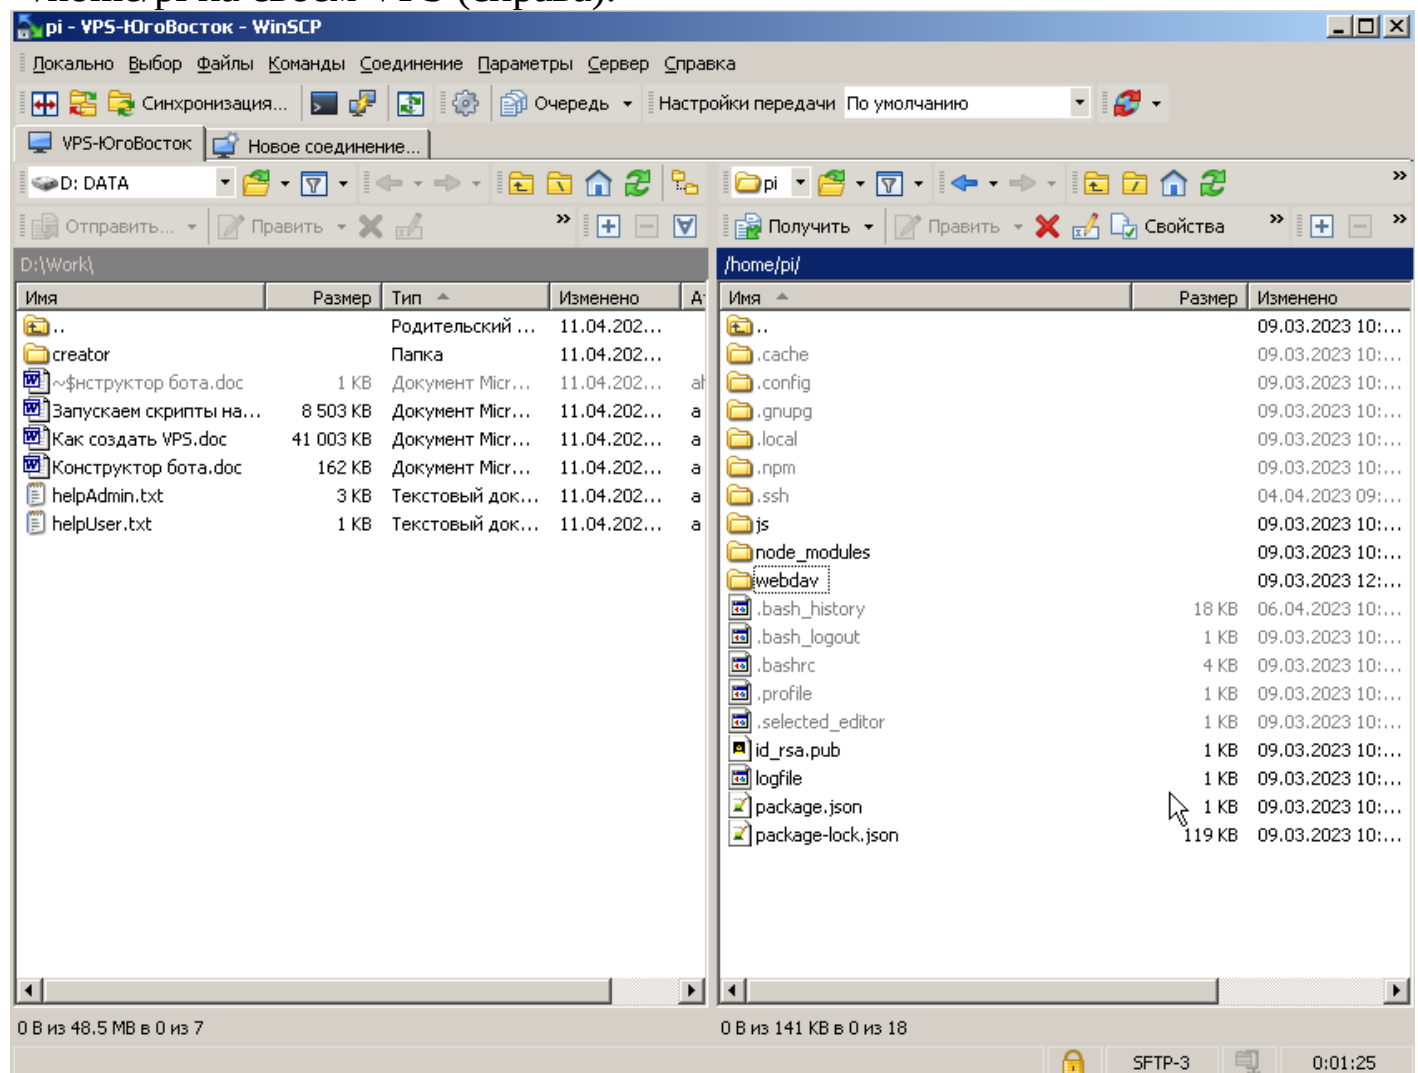 /home/pi на своем VPS (справа).
pi - VPS-ЮгоВосток - WinSCP
Локально Выбор Файлы Команды Соединение Параметры Сервер Справка
Синхронизация... Очередь Настройки передачи По умолчанию
VPS-ЮгоВосток Новое соединение...
D: DATA pi
Отправить... Править » Получить Править Свойства » »
D:\Work\ /home/pi/
Имя Размер Тип Изменено Имя Размер Изменено
.. Родительский ... 11.04.202... .. 09.03.2023 10:...
creator Папка 11.04.202... .cache 09.03.2023 10:...
~$нструктор бота.doc 1 KB Документ Micr... 11.04.202... .config 09.03.2023 10:...
Запускаем скрипты на... 8 503 KB Документ Micr... 11.04.202... a .gnupg 09.03.2023 10:...
Как создать VPS.doc 41 003 KB Документ Micr... 11.04.202... a .local 09.03.2023 10:...
Конструктор бота.doc 162 KB Документ Micr... 11.04.202... a .npm 09.03.2023 10:...
helpAdmin.txt 3 KB Текстовый док... 11.04.202... a .ssh 04.04.2023 09:...
helpUser.txt 1 KB Текстовый док... 11.04.202... a js 09.03.2023 10:...
node_modules 09.03.2023 10:...
webdav 09.03.2023 12:...
.bash_history 18 KB 06.04.2023 10:...
.bash_logout 1 KB 09.03.2023 10:...
.bashrc 4 KB 09.03.2023 10:...
.profile 1 KB 09.03.2023 10:...
.selected_editor 1 KB 09.03.2023 10:...
id_rsa.pub 1 KB 09.03.2023 10:...
logfile 1 KB 09.03.2023 10:...
package.json 1 KB 09.03.2023 10:...
package-lock.json 119 KB 09.03.2023 10:...
0 B из 48.5 MB в 0 из 7 0 B из 141 KB в 0 из 18
SFTP-3 0:01:25